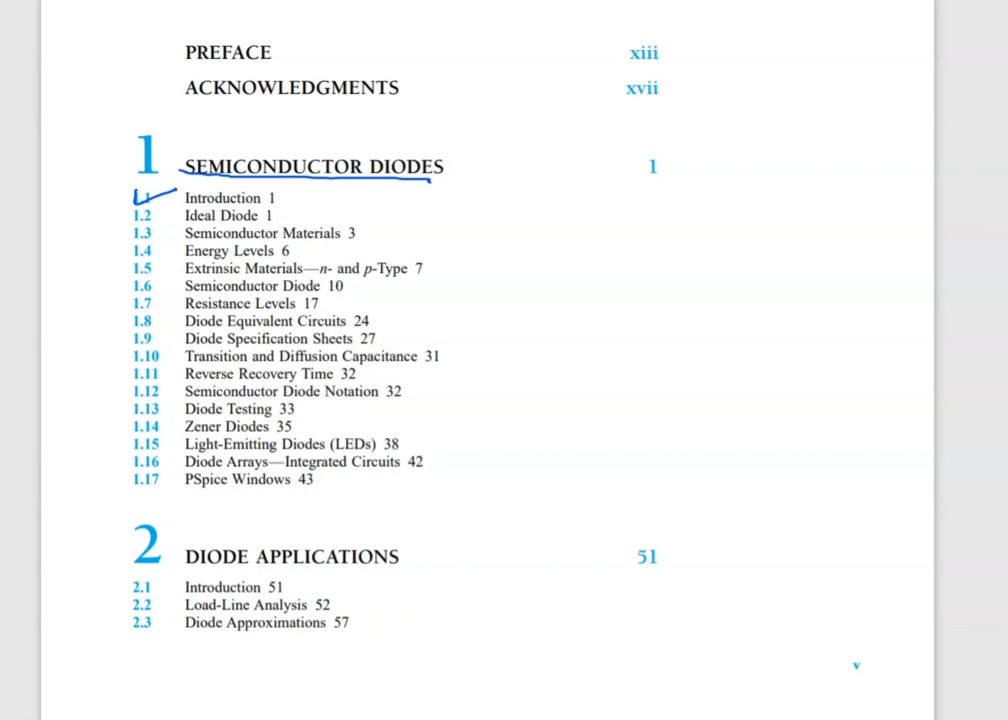 PREFACE xiii
ACKNOWLEDGMENTS xvii
1 SEMICONDUCTOR DIODES 1
1.1 Introduction 1
1.2 Ideal Diode 1
1.3 Semiconductor Materials 3
1.4 Energy Levels 6
1.5 Extrinsic Materials—n- and p-Type 7
1.6 Semiconductor Diode 10
1.7 Resistance Levels 17
1.8 Diode Equivalent Circuits 24
1.9 Diode Specification Sheets 27
1.10 Transition and Diffusion Capacitance 31
1.11 Reverse Recovery Time 32
1.12 Semiconductor Diode Notation 32
1.13 Diode Testing 33
1.14 Zener Diodes 35
1.15 Light-Emitting Diodes (LEDs) 38
1.16 Diode Arrays—Integrated Circuits 42
1.17 PSpice Windows 43
2 DIODE APPLICATIONS 51
2.1 Introduction 51
2.2 Load-Line Analysis 52
2.3 Diode Approximations 57
v